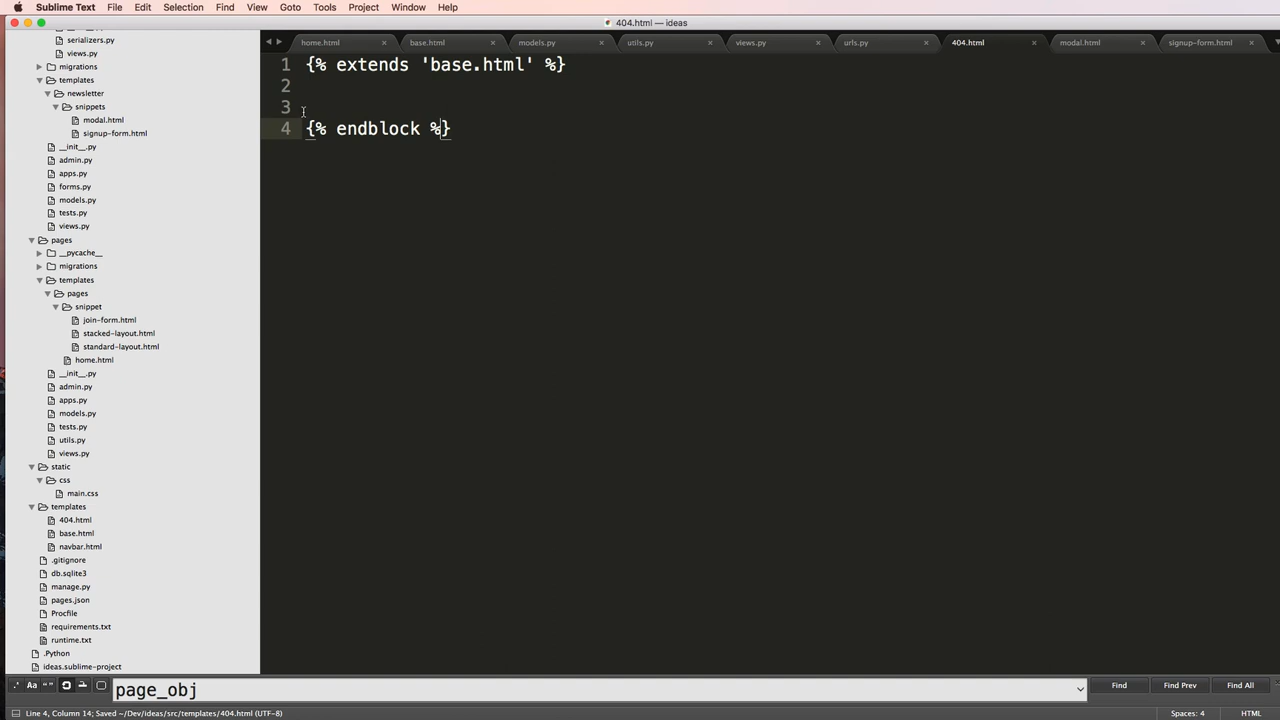 Sublime Text File Edit Selection Find View Goto Tools Project Window Help
404.html — ideas
home.html × base.html × models.py × utils.py × views.py × urls.py × 404.html × modal.html × signup-form.html ×
serializers.py
views.py
migrations
templates
newsletter
snippets
modal.html
signup-form.html
__init__.py
admin.py
apps.py
forms.py
models.py
tests.py
views.py
pages
__pycache__
migrations
templates
pages
snippet
join-form.html
stacked-layout.html
standard-layout.html
home.html
__init__.py
admin.py
apps.py
models.py
tests.py
utils.py
views.py
static
css
main.css
templates
404.html
base.html
navbar.html
.gitignore
db.sqlite3
manage.py
pages.json
Procfile
requirements.txt
runtime.txt
.Python
ideas.sublime-project
1 {% extends 'base.html' %}
2
3
4 {% endblock %}
.* Aa “” page_obj Find Find Prev Find All
Line 4, Column 14; Saved ~/Dev/ideas/src/templates/404.html (UTF-8) Spaces: 4 HTML